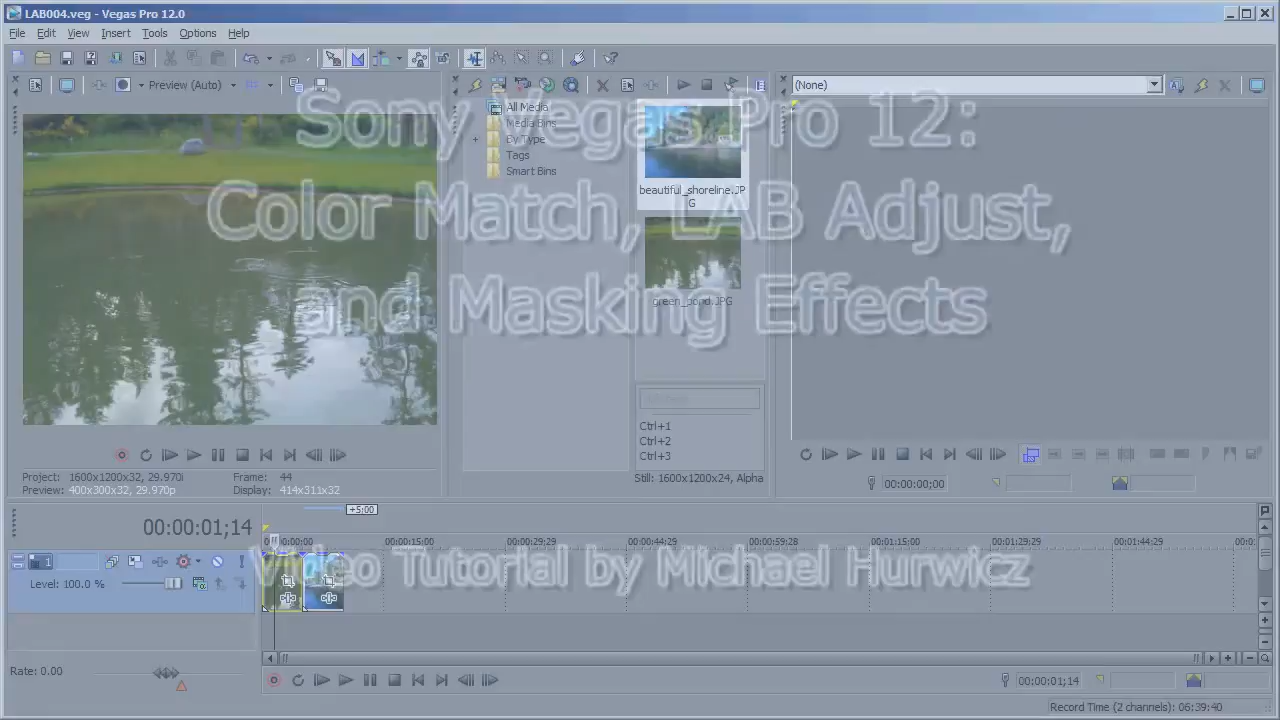 LAB004.veg - Vegas Pro 12.0
File Edit View Insert Tools Options Help
Preview (Auto)
(None)
Sony Vegas Pro 12:
Color Match, LAB Adjust,
and Masking Effects
Video Tutorial by Michael Hurwicz
All Media
Media Bins
+ By Type
Tags
Smart Bins
beautiful_shoreline.JP
G
green_pond.JPG
Ctrl+1
Ctrl+2
Ctrl+3
Still: 1600x1200x24, Alpha
Project: 1600x1200x32, 29.970i
Frame: 44
Preview: 400x300x32, 29.970p
Display: 414x311x32
00:00:00;00
00:00:01;14
+5;00
00:00:15;00
00:00:29;29
00:00:44;29
00:00:59;28
00:01:15;00
00:01:29;29
00:01:44;29
1
Level: 100.0 %
Rate: 0.00
00:00:01;14
Record Time (2 channels): 06:39:40